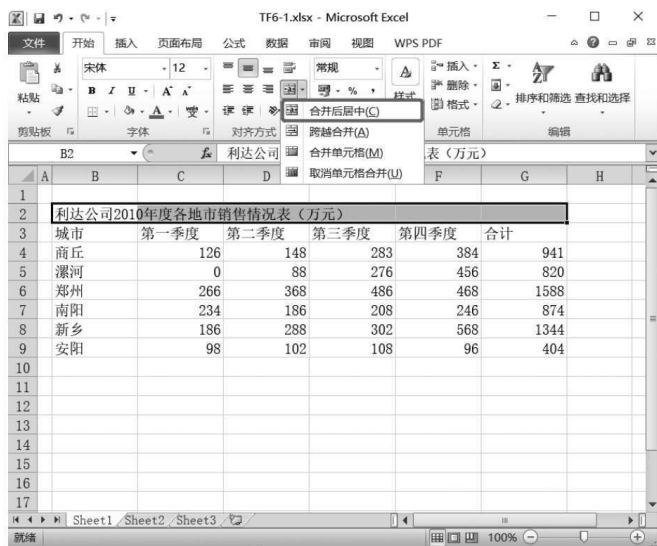 TF6-1.xlsx - Microsoft Excel
文件 开始 插入 页面布局 公式 数据 审阅 视图 WPS PDF
宋体 12 常规 插入 Σ
粘贴 B I U A A % 样式 删除 排序和筛选 查找和选择
A 变 格式
合并后居中(C)
剪贴板 字体 对齐方式 单元格 编辑
跨越合并(A)
B2 fx 利达公司 表（万元）
合并单元格(M)
取消单元格合并(U)
A B C D F G H
1
2 利达公司2010年度各地市销售情况表（万元）
3 城市 第一季度 第二季度 第三季度 第四季度 合计
4 商丘 126 148 283 384 941
5 漯河 0 88 276 456 820
6 郑州 266 368 486 468 1588
7 南阳 234 186 208 246 874
8 新乡 186 288 302 568 1344
9 安阳 98 102 108 96 404
10
11
12
13
14
15
16
17
Sheet1 Sheet2 Sheet3
就绪 100%